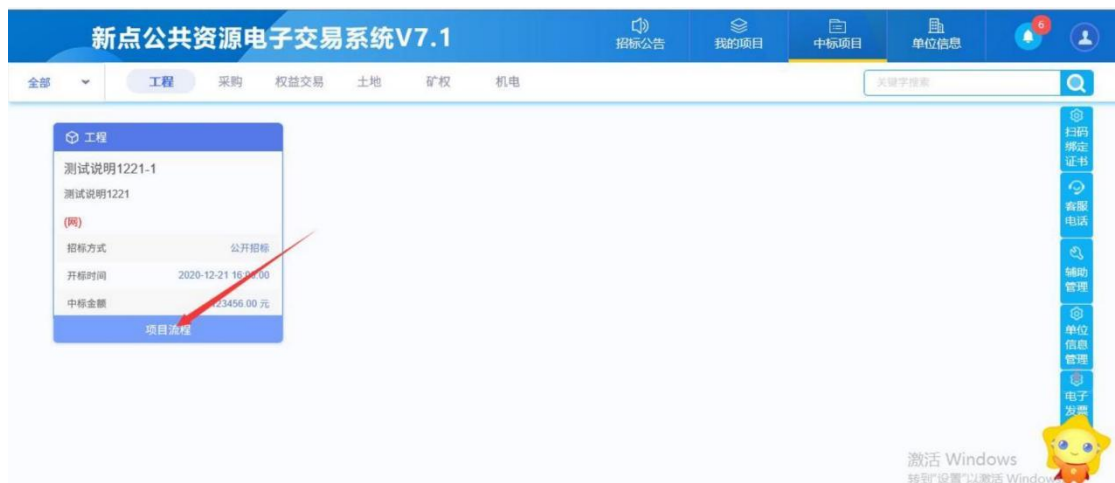 新点公共资源电子交易系统V7.1
招标公告 我的项目 中标项目 单位信息 6
全部 工程 采购 权益交易 土地 矿权 机电 关键字搜索
工程
测试说明1221-1
测试说明1221
(网)
招标方式 公开招标
开标时间 2020-12-21 16:00:00
中标金额 123456.00 元
项目流程
扫码
绑定
证书
客服
电话
辅助
管理
单位
信息
管理
电子
发票
激活 Windows
转到"设置"以激活 Window